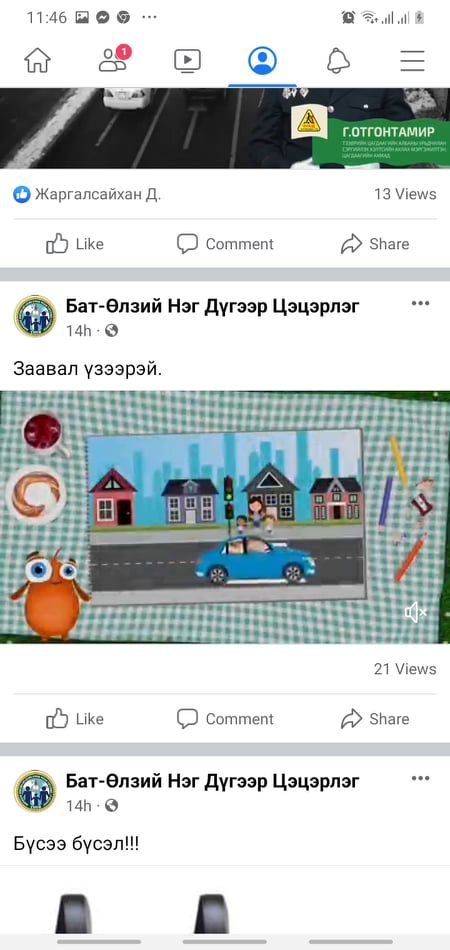 11:46
1
Г.ОТГОНТАМИР
Жаргалсайхан Д.
13 Views
Like
Comment
Share
Бат-Өлзий Нэг Дүгээр Цэцэрлэг
14h
Заавал үзээрэй.
21 Views
Like
Comment
Share
Бат-Өлзий Нэг Дүгээр Цэцэрлэг
14h
Бүсээ бүсэл!!!